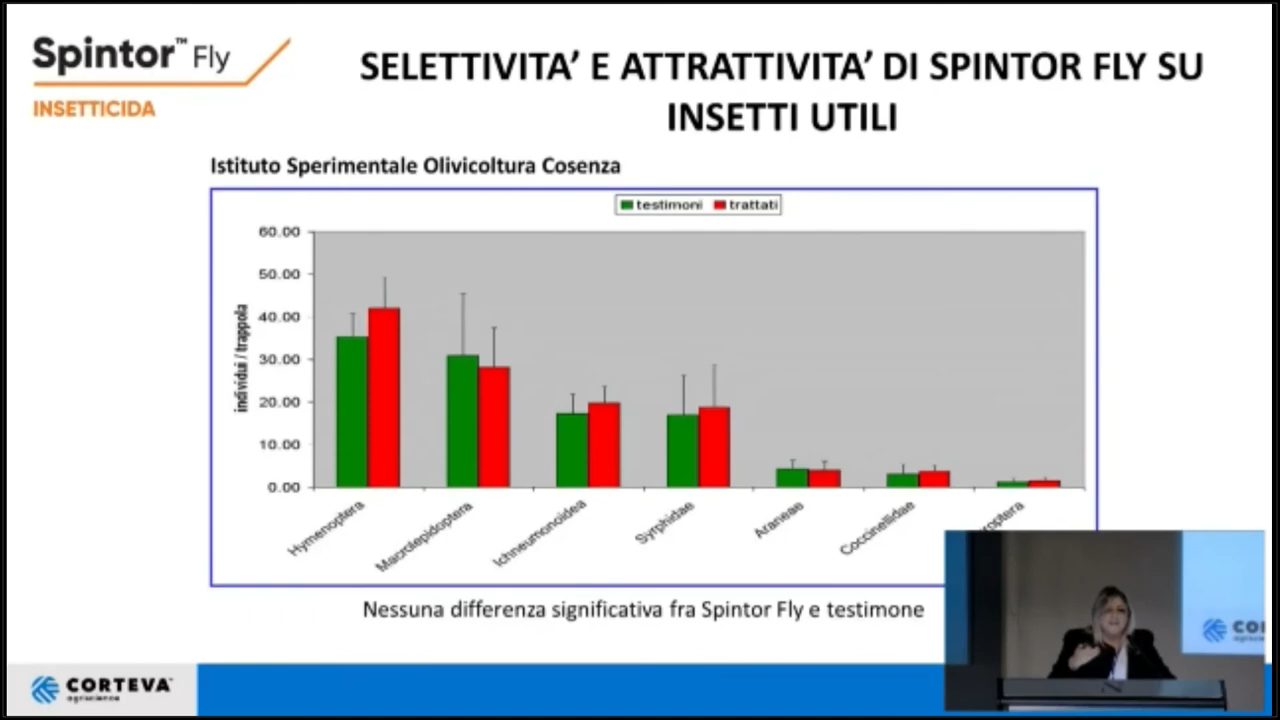 Spintor™ Fly
INSETTICIDA
SELETTIVITA’ E ATTRATTIVITA’ DI SPINTOR FLY SU
INSETTI UTILI
Istituto Sperimentale Olivicoltura Cosenza
testimoni trattati
individui / trappola
60.00
50.00
40.00
30.00
20.00
10.00
0.00
Hymenoptera
Macrolepidoptera
Ichneumonoidea
Syrphidae
Araneae
Coccinellidae
Nessuna differenza significativa fra Spintor Fly e testimone
CORTEVA™
agriscience